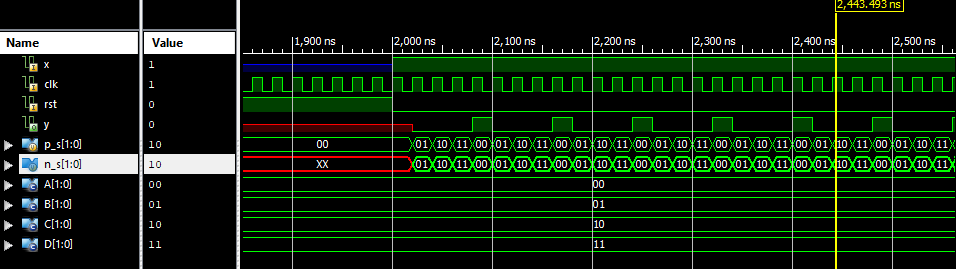 2,443.493 ns
Name Value 1,900 ns 2,000 ns 2,100 ns 2,200 ns 2,300 ns 2,400 ns 2,500 ns
x 1
clk 1
rst 0
y 0
p_s[1:0] 10 00 01 10 11 00 01 10 11 00 01 10 11 00 01 10 11 00 01 10 11 00 01 10 11 00 01 10 11
n_s[1:0] 10 XX 01 10 11 00 01 10 11 00 01 10 11 00 01 10 11 00 01 10 11 00 01 10 11 00 01 10 11
A[1:0] 00 00
B[1:0] 01 01
C[1:0] 10 10
D[1:0] 11 11